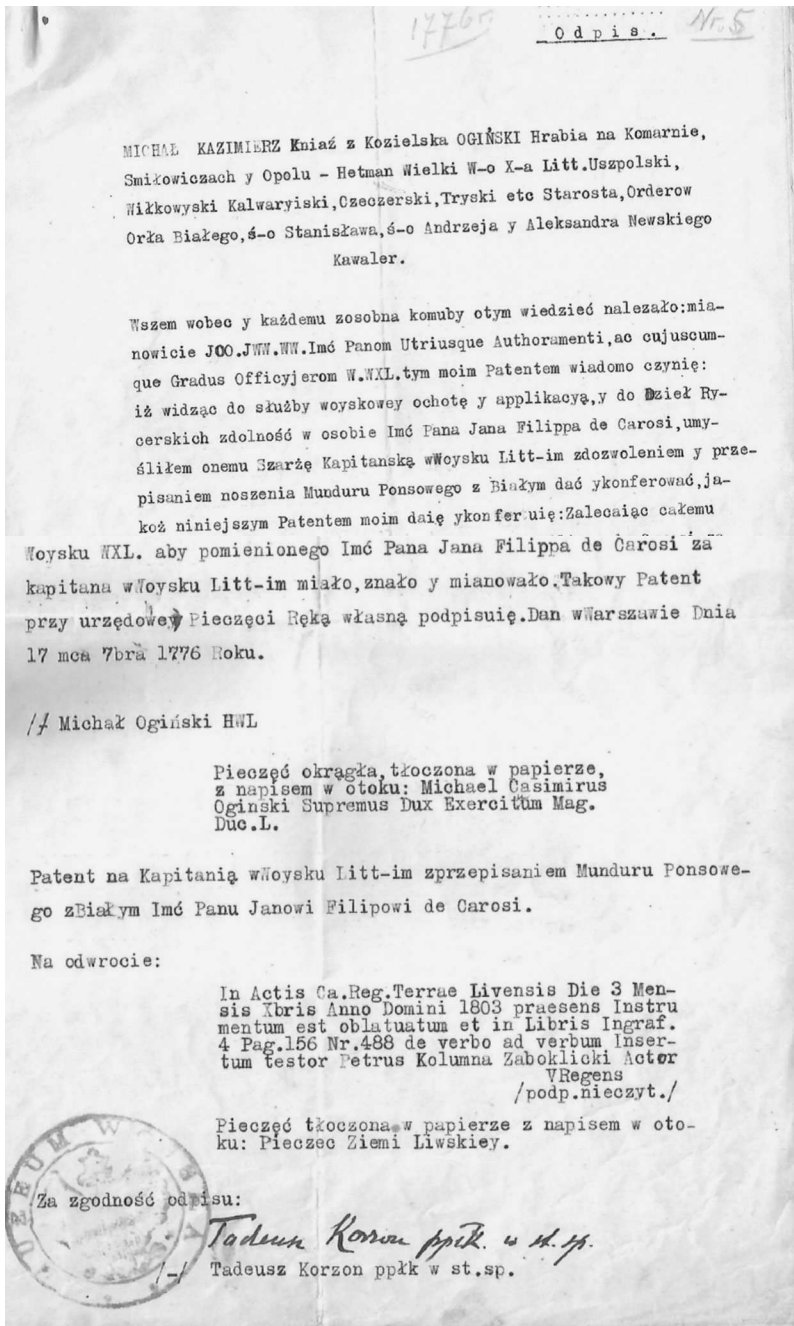 1776 r.
Nr. 5
Odpis.
MICHAŁ KAZIMIERZ Kniaź z Kozielska OGIŃSKI Hrabia na Komarnie,
Smiłowiczach y Opolu - Hetman Wielki W-o X-a Litt.Uszpolski,
Wiłkowyski Kalwaryiski,Czeczerski,Tryski etc Starosta,Orderow
Orła Białego,ś-o Stanisława,ś-o Andrzeja y Aleksandra Newskiego
Kawaler.
Wszem wobec y każdemu zosobna komuby otym wiedzieć nalezało:mia-
nowicie JOO.JWW.WW.Imć Panom Utriusque Authoramenti,ac cujuscum-
que Gradus Officyjerom W.WXL.tym moim Patentem wiadomo czynię:
iż widząc do służby woyskowey ochotę y applikacyą,y do Dzieł Ry-
cerskich zdolność w osobie Imć Pana Jana Filippa de Carosi,umy-
śliłem onemu Szarżę Kapitanską wWoysku Litt-im zdozwoleniem y prze-
pisaniem noszenia Munduru Ponsowego z Białym dać ykonferować,ja-
koż niniejszym Patentem moim daię ykonferuię:Zalecaiąc całemu
Woysku WXL. aby pomienionego Imć Pana Jana Filippa de Carosi za
kapitana wWoysku Litt-im miało,znało y mianowało.Takowy Patent
przy urzędowey Pieczęci Ręką własną podpisuię.Dan wWarszawie Dnia
17 mca 7bra 1776 Roku.
/-/ Michał Ogiński HWL
Pieczęć okrągła,tłoczona w papierze,
z napisem w otoku: Michael Casimirus
Oginski Supremus Dux Exercitum Mag.
Duc.L.
Patent na Kapitanią wWoysku Litt-im zprzepisaniem Munduru Ponsowe-
go zBiałym Imć Panu Janowi Filipowi de Carosi.
Na odwrocie:
In Actis Ca.Reg.Terrae Livensis Die 3 Men-
sis Xbris Anno Domini 1803 praesens Instru
mentum est oblatuatum et in Libris Ingraf.
4 Pag.156 Nr.488 de verbo ad verbum Inser-
tum testor Petrus Kolumna Zaboklicki Actor
VRegens
/podp.nieczyt./
Pieczęć tłoczona w papierze z napisem w oto-
ku: Pieczec Ziemi Liwskiey.
Za zgodność odpisu:
Tadeusz Korzon ppłk. w st. sp.
/-/ Tadeusz Korzon ppłk w st.sp.